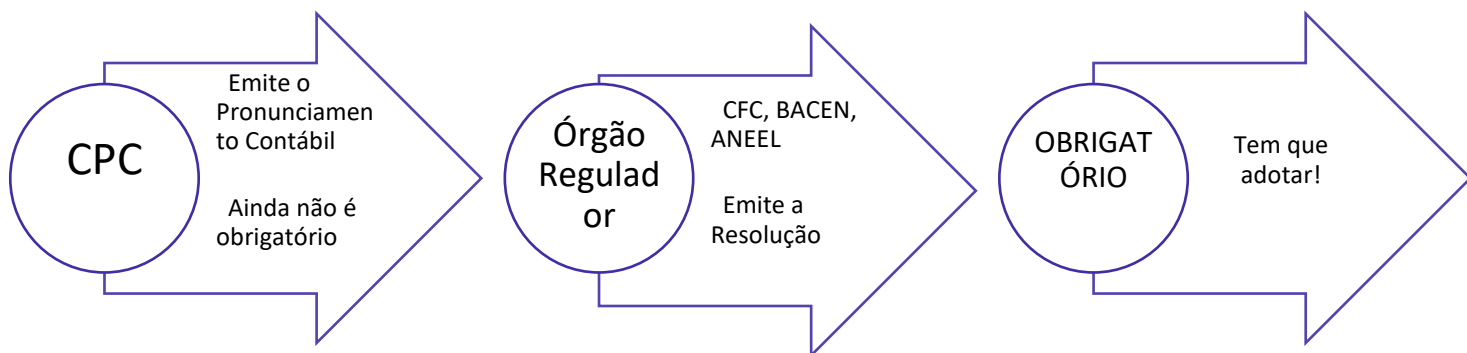 CPC
Emite o
Pronunciamen
to Contábil
Ainda não é
obrigatório
Órgão
Regulad
or
CFC, BACEN,
ANEEL
Emite a
Resolução
OBRIGAT
ÓRIO
Tem que
adotar!